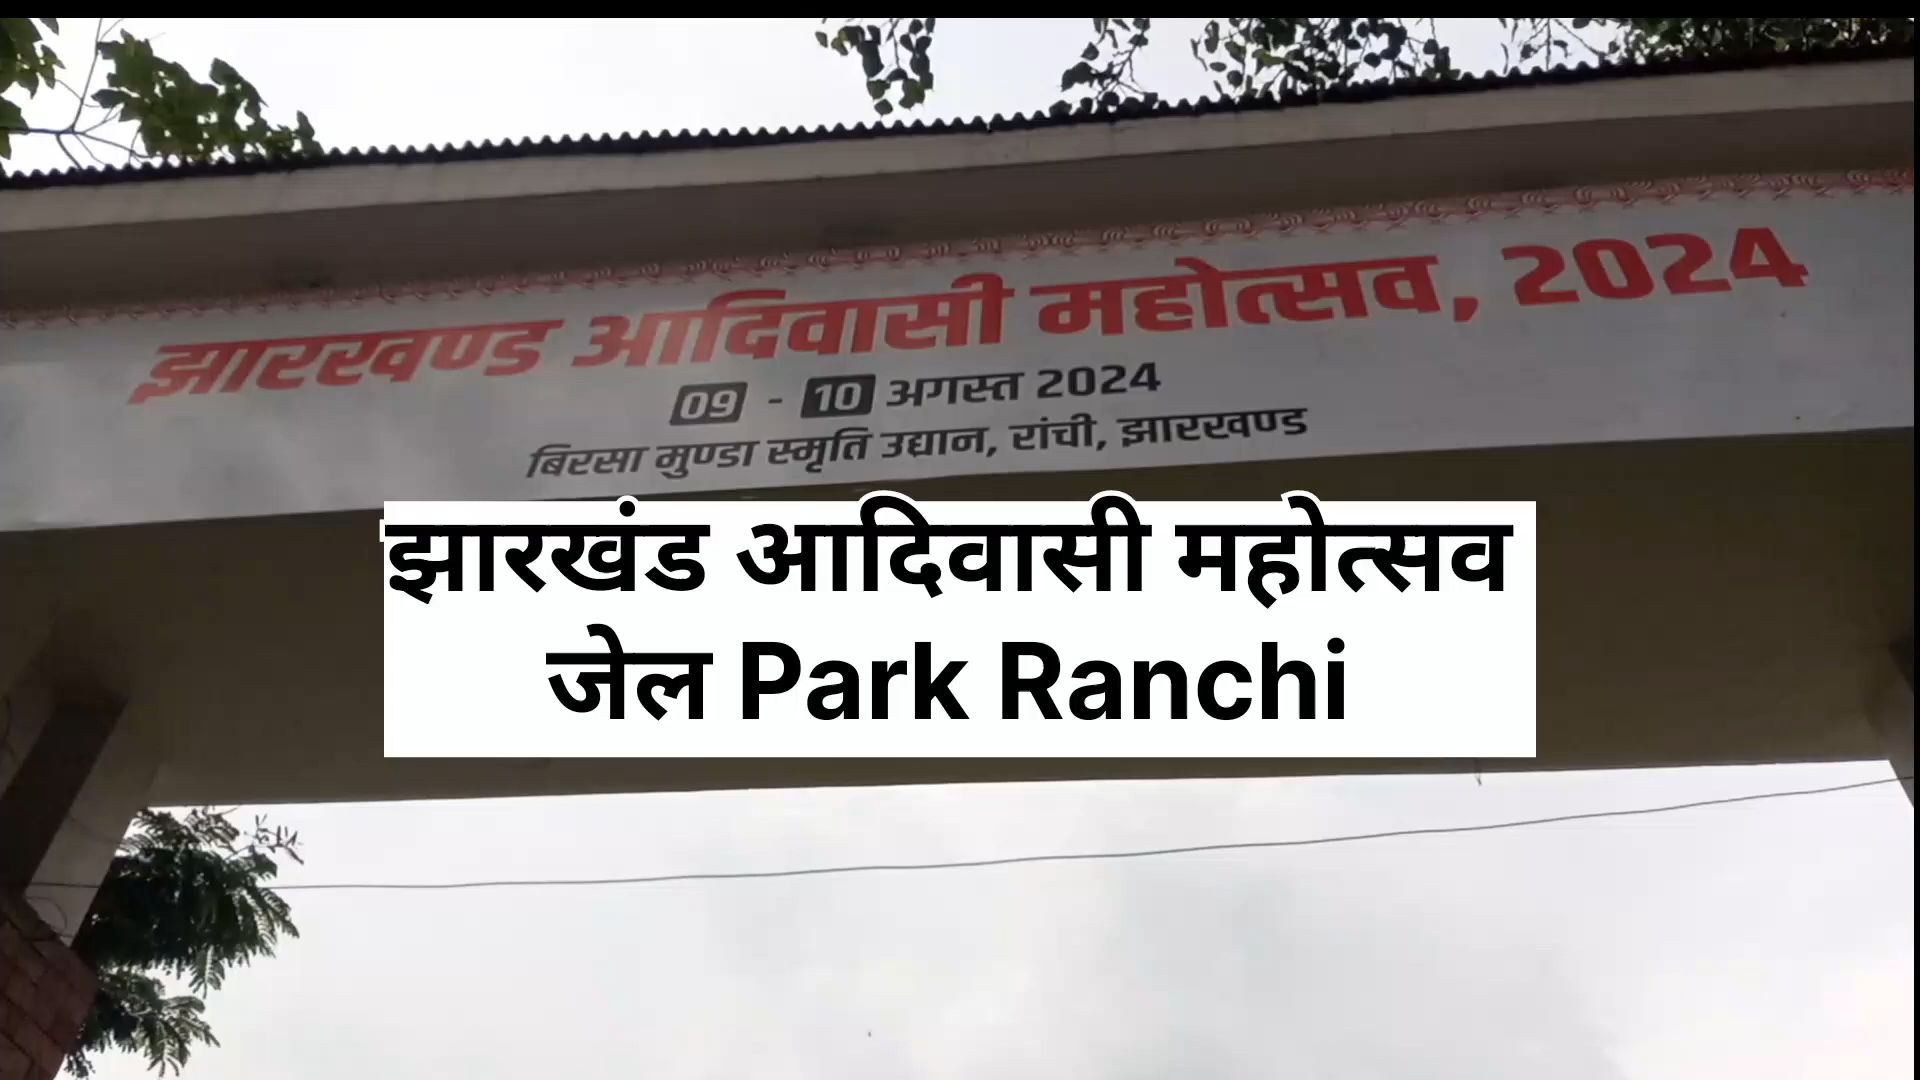 झारखण्ड आदिवासी महोत्सव, 2024
09 - 10 अगस्त 2024
बिरसा मुण्डा स्मृति उद्यान, रांची, झारखण्ड
झारखंड आदिवासी महोत्सव
जेल Park Ranchi